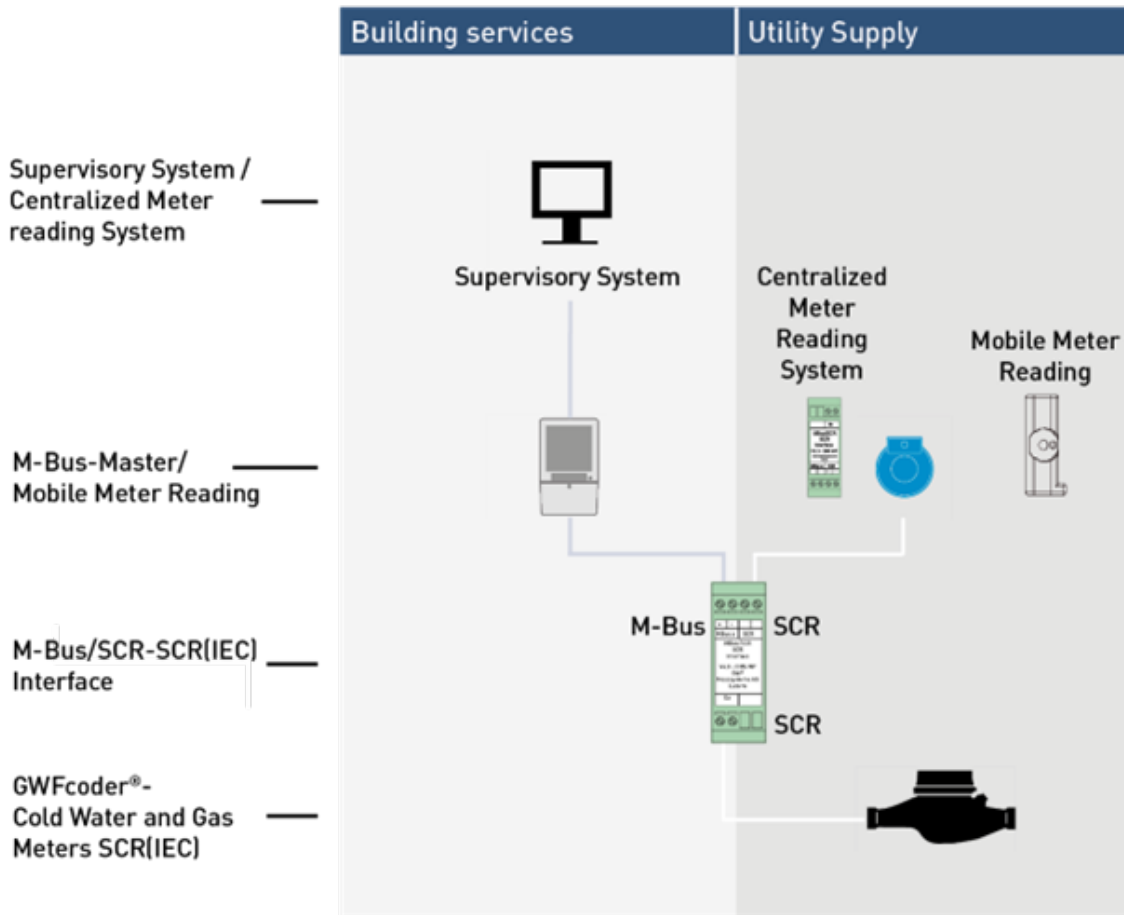 Building services
Utility Supply
Supervisory System /
Centralized Meter
reading System
Supervisory System
Centralized
Meter
Reading
System
Mobile Meter
Reading
M-Bus-Master/
Mobile Meter Reading
M-Bus
SCR
M-Bus/SCR-SCR(IEC)
Interface
SCR
GWFcoder®-
Cold Water and Gas
Meters SCR(IEC)